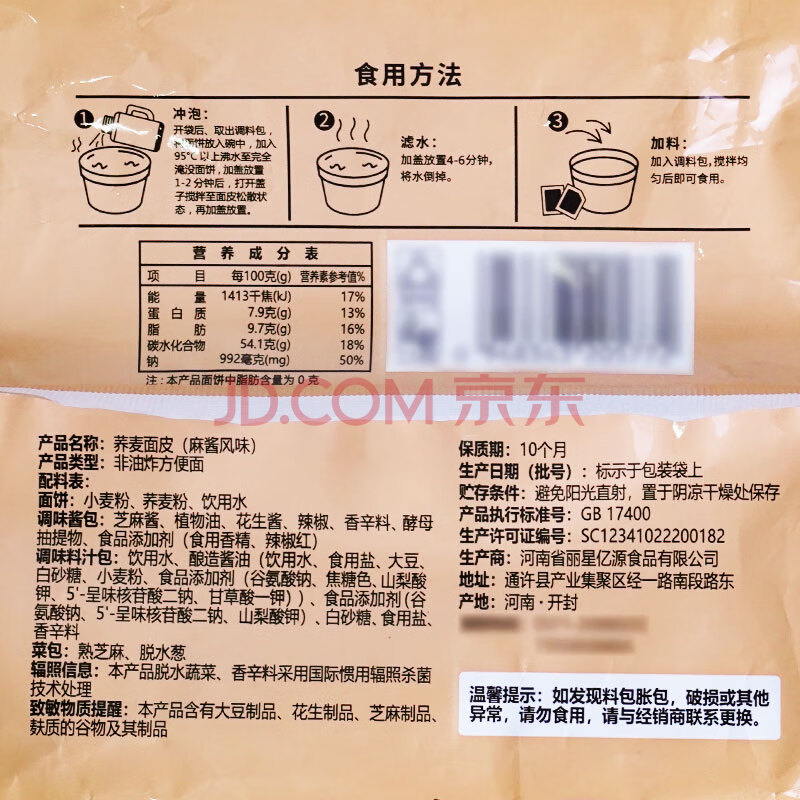 食用方法
1
冲泡：
开袋后、取出调料包，
将面饼放入碗中，加入
95℃以上沸水至完全
淹没面饼，加盖放置
1-2分钟后，打开盖
子搅拌至面皮松散状
态，再加盖放置。
2
滤水：
加盖放置4-6分钟，
将水倒掉。
3
加料：
加入调料包，搅拌均
匀后即可食用。
营养成分表
项目 每100克(g) 营养素参考值%
能量 1413千焦(kJ) 17%
蛋白质 7.9克(g) 13%
脂肪 9.7克(g) 16%
碳水化合物 54.1克(g) 18%
钠 992毫克(mg) 50%
注：本产品面饼中脂肪含量为0克
JD.COM 京东
产品名称：荞麦面皮（麻酱风味）
产品类型：非油炸方便面
配料表：
面饼：小麦粉、荞麦粉、饮用水
调味酱包：芝麻酱、植物油、花生酱、辣椒、香辛料、酵母
抽提物、食品添加剂（食用香精、辣椒红）
调味料汁包：饮用水、酿造酱油（饮用水、食用盐、大豆、
白砂糖、小麦粉、食品添加剂（谷氨酸钠、焦糖色、山梨酸
钾、5'-呈味核苷酸二钠、甘草酸一钾））、食品添加剂（谷
氨酸钠、5'-呈味核苷酸二钠、山梨酸钾）、白砂糖、食用盐、
香辛料
菜包：熟芝麻、脱水葱
辐照信息：本产品脱水蔬菜、香辛料采用国际惯用辐照杀菌
技术处理
致敏物质提醒：本产品含有大豆制品、花生制品、芝麻制品、
麸质的谷物及其制品
保质期：10个月
生产日期（批号）：标示于包装袋上
贮存条件：避免阳光直射，置于阴凉干燥处保存
产品执行标准号：GB 17400
生产许可证编号：SC12341022200182
生产商：河南省丽星亿源食品有限公司
地址：通许县产业集聚区经一路南段路东
产地：河南·开封
温馨提示：如发现料包胀包，破损或其他
异常，请勿食用，请与经销商联系更换。